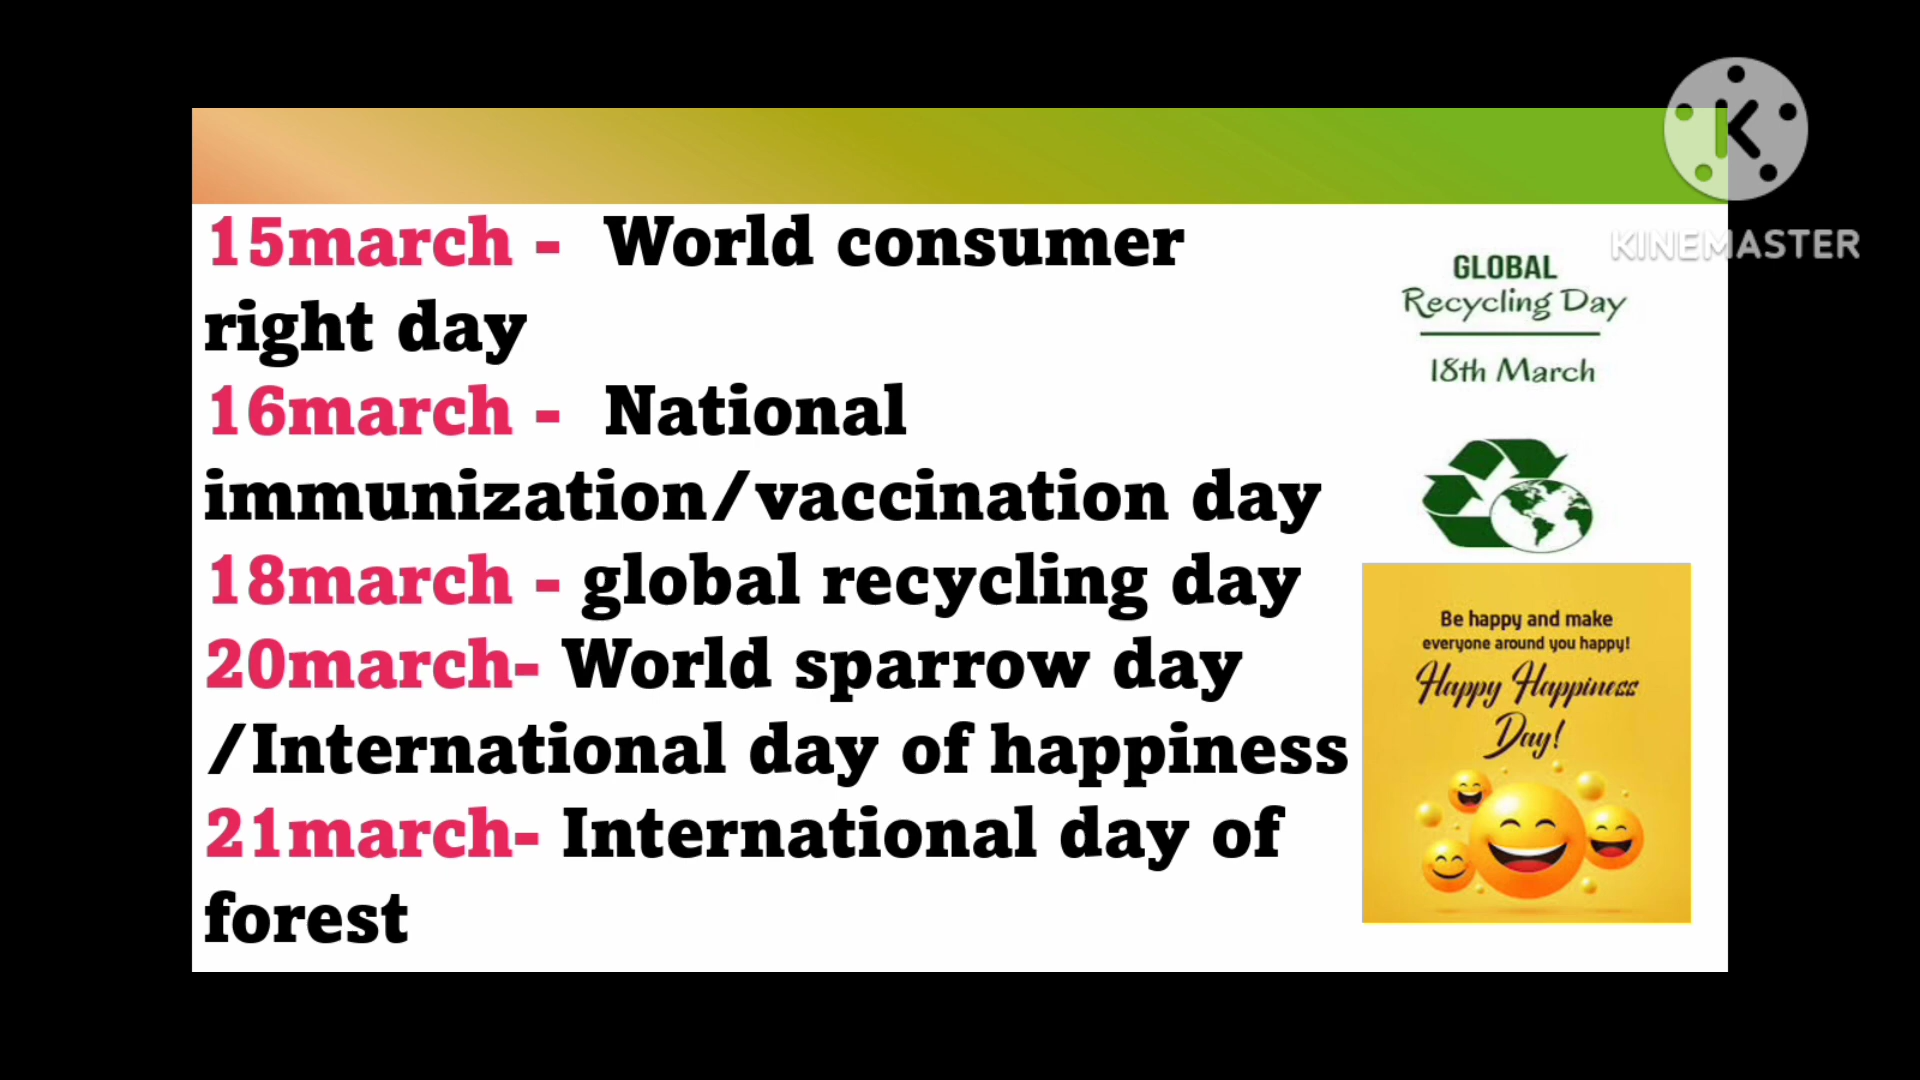 15march - World consumer
right day
16march - National
immunization/vaccination day
18march - global recycling day
20march- World sparrow day
/International day of happiness
21march- International day of
forest
GLOBAL
Recycling Day
18th March
Be happy and make
everyone around you happy!
Happy Happiness
Day!
K
KINEMASTER